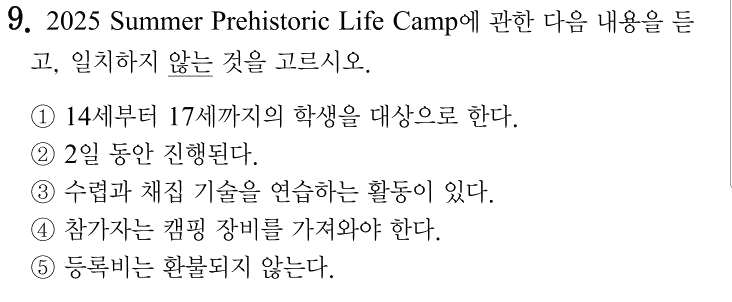 9. 2025 Summer Prehistoric Life Camp에 관한 다음 내용을 듣
고, 일치하지 않는 것을 고르시오.
① 14세부터 17세까지의 학생을 대상으로 한다.
② 2일 동안 진행된다.
③ 수렵과 채집 기술을 연습하는 활동이 있다.
④ 참가자는 캠핑 장비를 가져와야 한다.
⑤ 등록비는 환불되지 않는다.